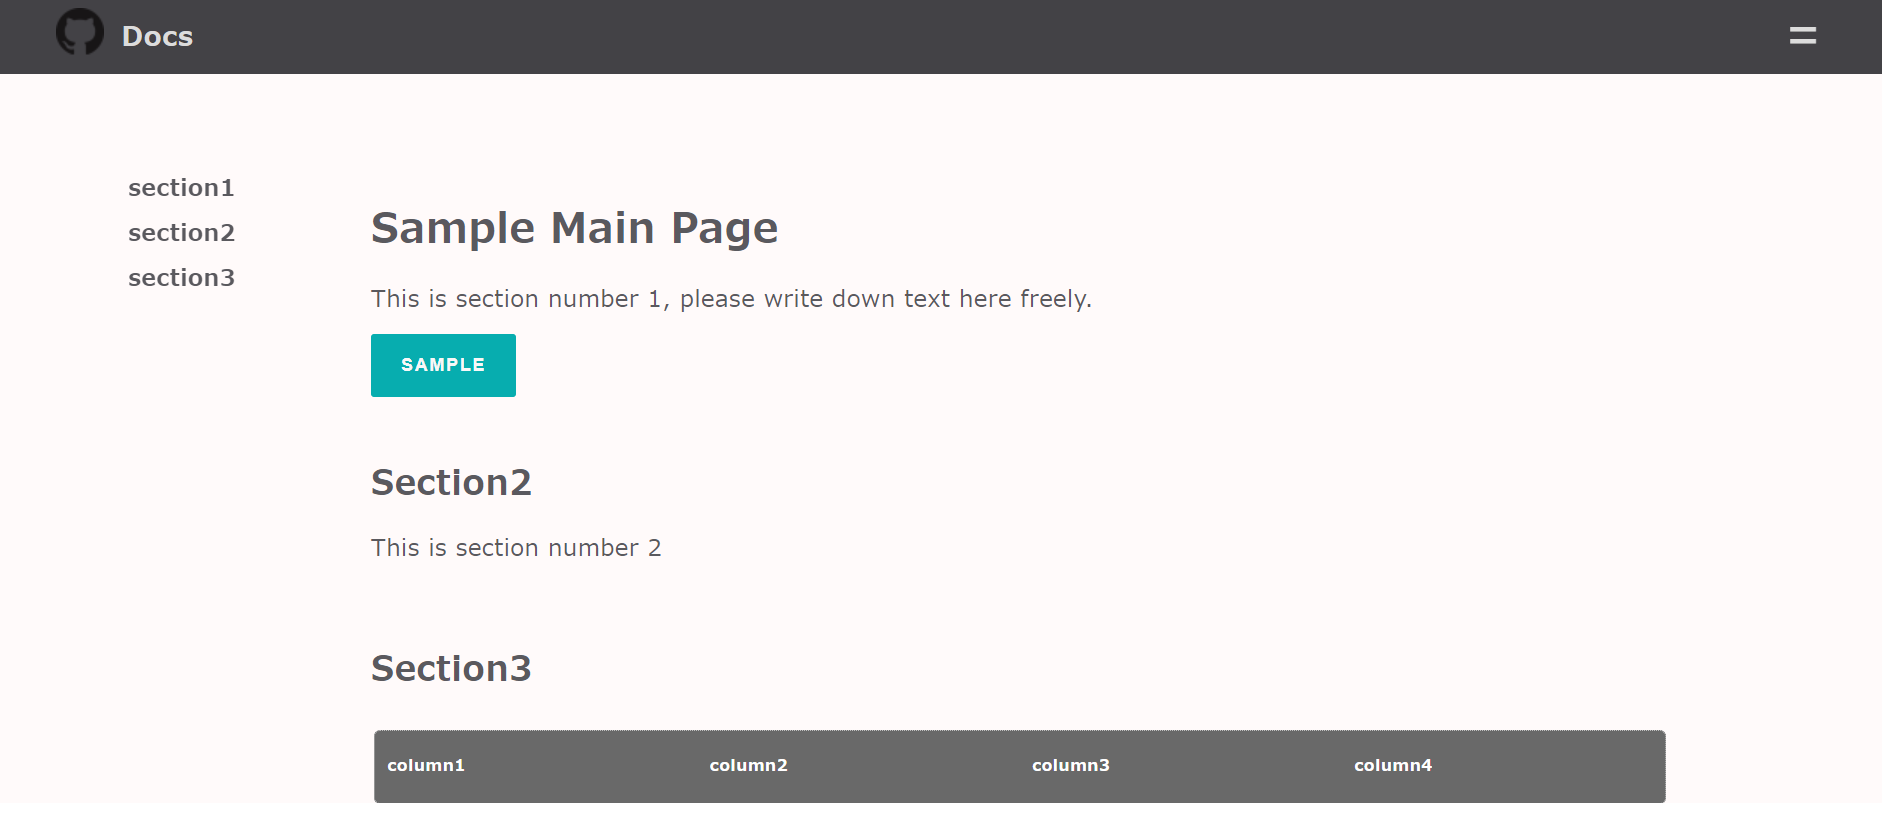 Docs
section1
section2
section3
Sample Main Page
This is section number 1, please write down text here freely.
SAMPLE
Section2
This is section number 2
Section3
column1 column2 column3 column4